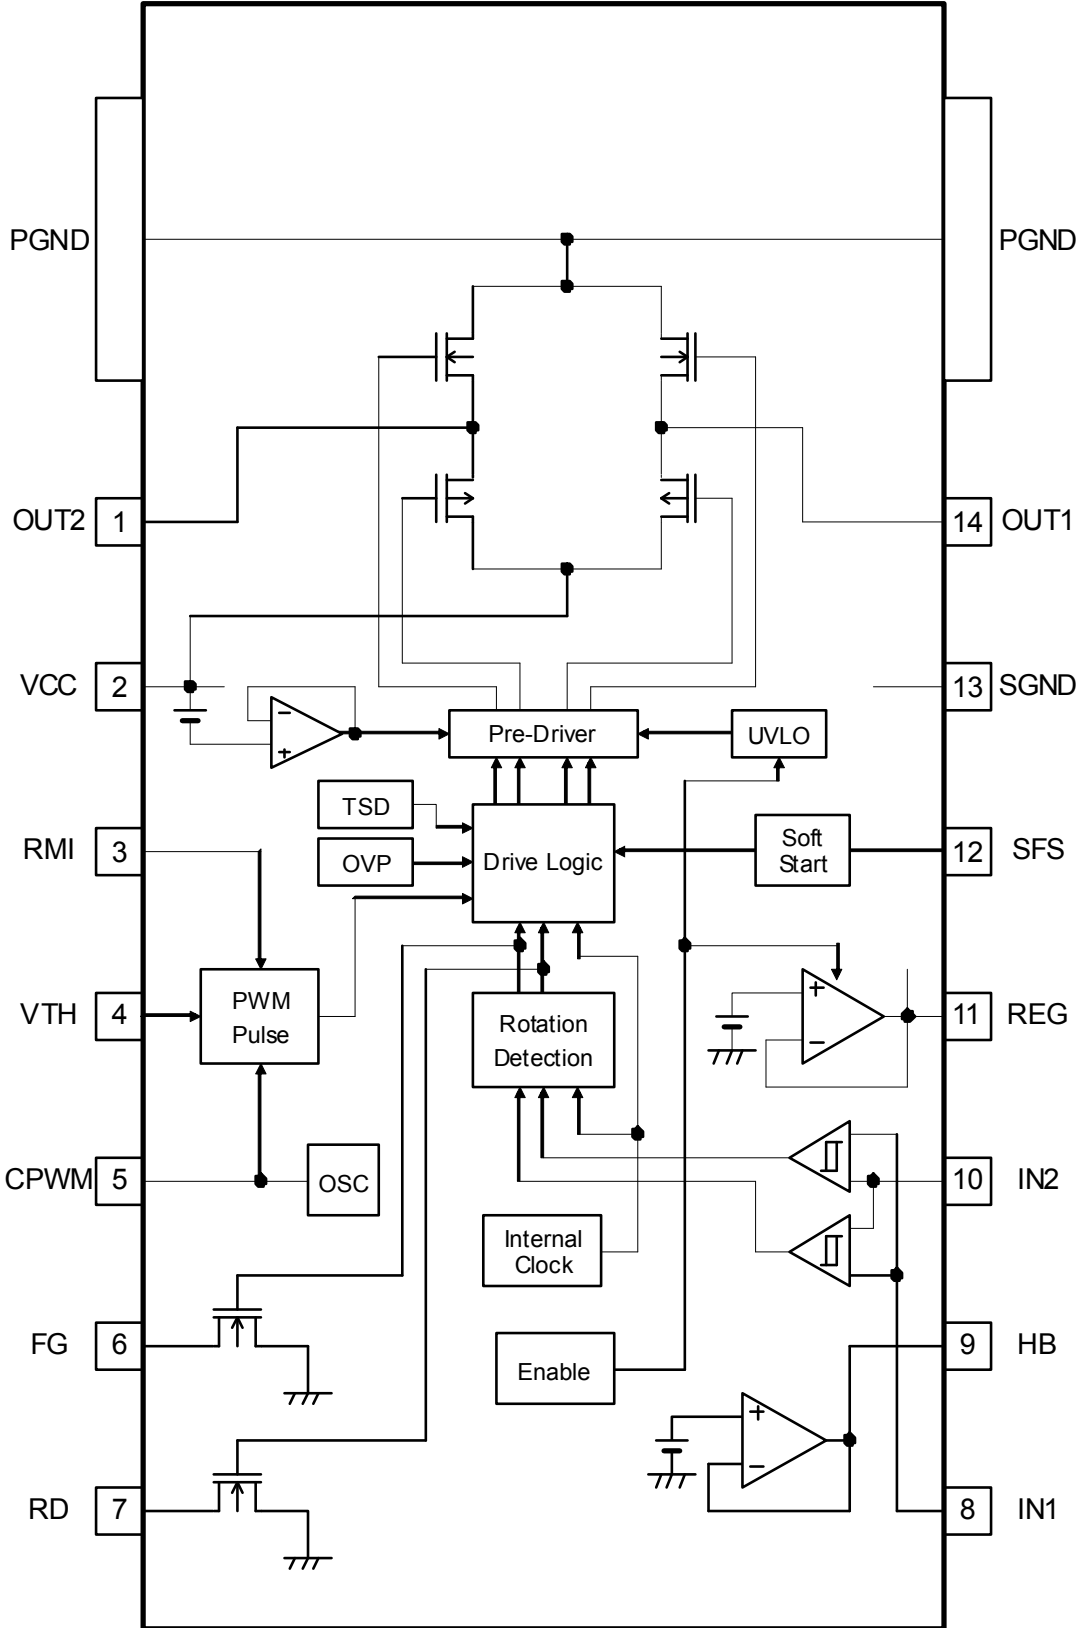 PGND
PGND
OUT2 1
14 OUT1
VCC 2
13 SGND
−
+
Pre-Driver
UVLO
TSD
RMI 3
OVP
Drive Logic
Soft
Start
12 SFS
VTH 4
PWM
Pulse
Rotation
Detection
+
−
11 REG
CPWM 5
OSC
10 IN2
Internal
Clock
FG 6
Enable
9 HB
+
−
RD 7
8 IN1